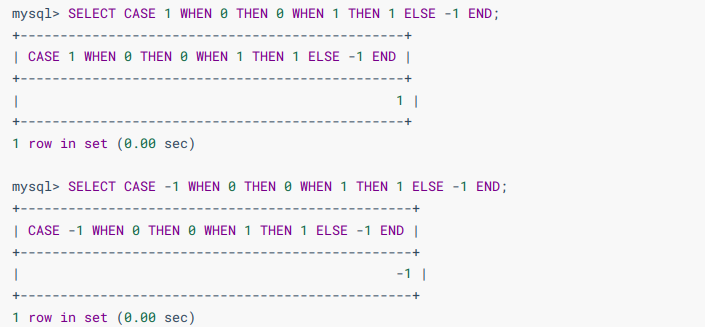 mysql> SELECT CASE 1 WHEN 0 THEN 0 WHEN 1 THEN 1 ELSE -1 END;
+------------------------------------------------+
| CASE 1 WHEN 0 THEN 0 WHEN 1 THEN 1 ELSE -1 END |
+------------------------------------------------+
|                                               1 |
+------------------------------------------------+
1 row in set (0.00 sec)

mysql> SELECT CASE -1 WHEN 0 THEN 0 WHEN 1 THEN 1 ELSE -1 END;
+-------------------------------------------------+
| CASE -1 WHEN 0 THEN 0 WHEN 1 THEN 1 ELSE -1 END |
+-------------------------------------------------+
|                                               -1 |
+-------------------------------------------------+
1 row in set (0.00 sec)